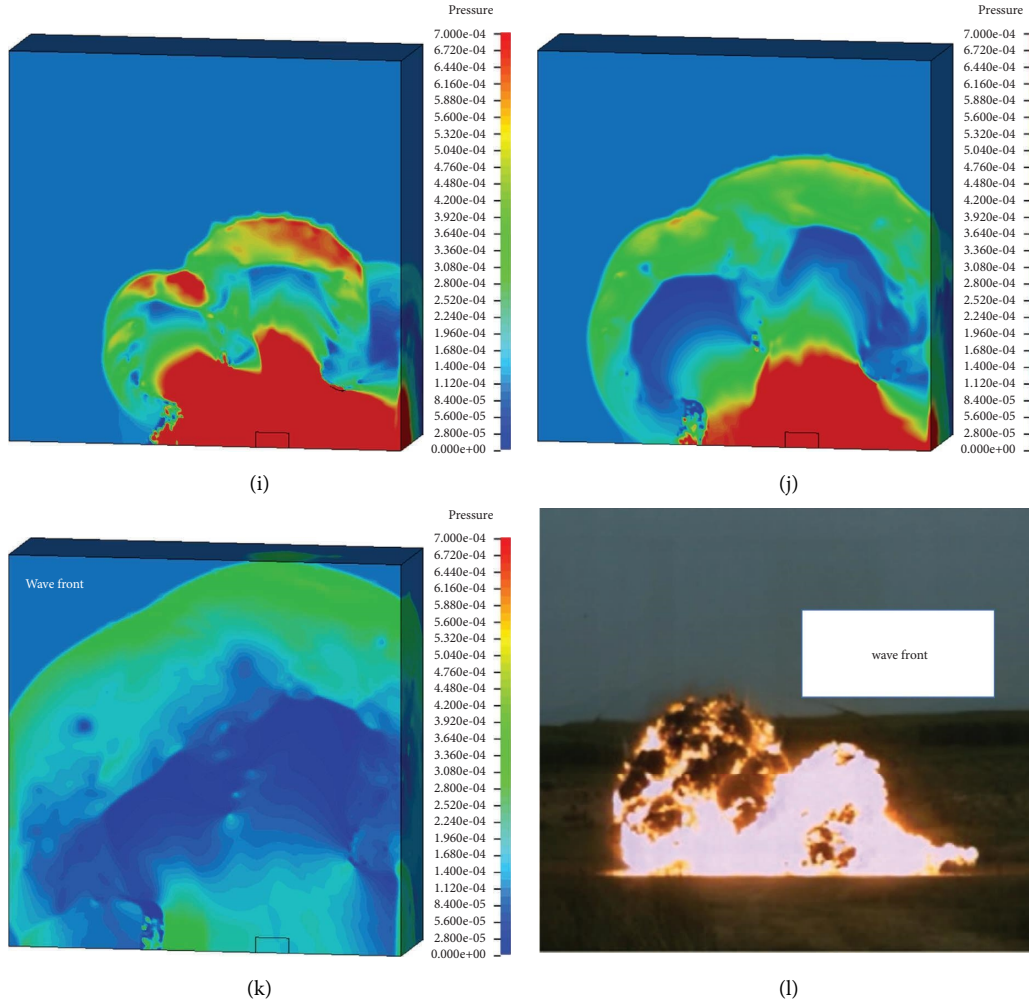 Pressure
7.000e-04
6.720e-04
6.440e-04
6.160e-04
5.880e-04
5.600e-04
5.320e-04
5.040e-04
4.760e-04
4.480e-04
4.200e-04
3.920e-04
3.640e-04
3.360e-04
3.080e-04
2.800e-04
2.520e-04
2.240e-04
1.960e-04
1.680e-04
1.400e-04
1.120e-04
8.400e-05
5.600e-05
2.800e-05
0.000e+00
(i)
Pressure
7.000e-04
6.720e-04
6.440e-04
6.160e-04
5.880e-04
5.600e-04
5.320e-04
5.040e-04
4.760e-04
4.480e-04
4.200e-04
3.920e-04
3.640e-04
3.360e-04
3.080e-04
2.800e-04
2.520e-04
2.240e-04
1.960e-04
1.680e-04
1.400e-04
1.120e-04
8.400e-05
5.600e-05
2.800e-05
0.000e+00
(j)
Pressure
7.000e-04
6.720e-04
6.440e-04
6.160e-04
5.880e-04
5.600e-04
5.320e-04
5.040e-04
4.760e-04
4.480e-04
4.200e-04
3.920e-04
3.640e-04
3.360e-04
3.080e-04
2.800e-04
2.520e-04
2.240e-04
1.960e-04
1.680e-04
1.400e-04
1.120e-04
8.400e-05
5.600e-05
2.800e-05
0.000e+00
Wave front
(k)
wave front
(l)